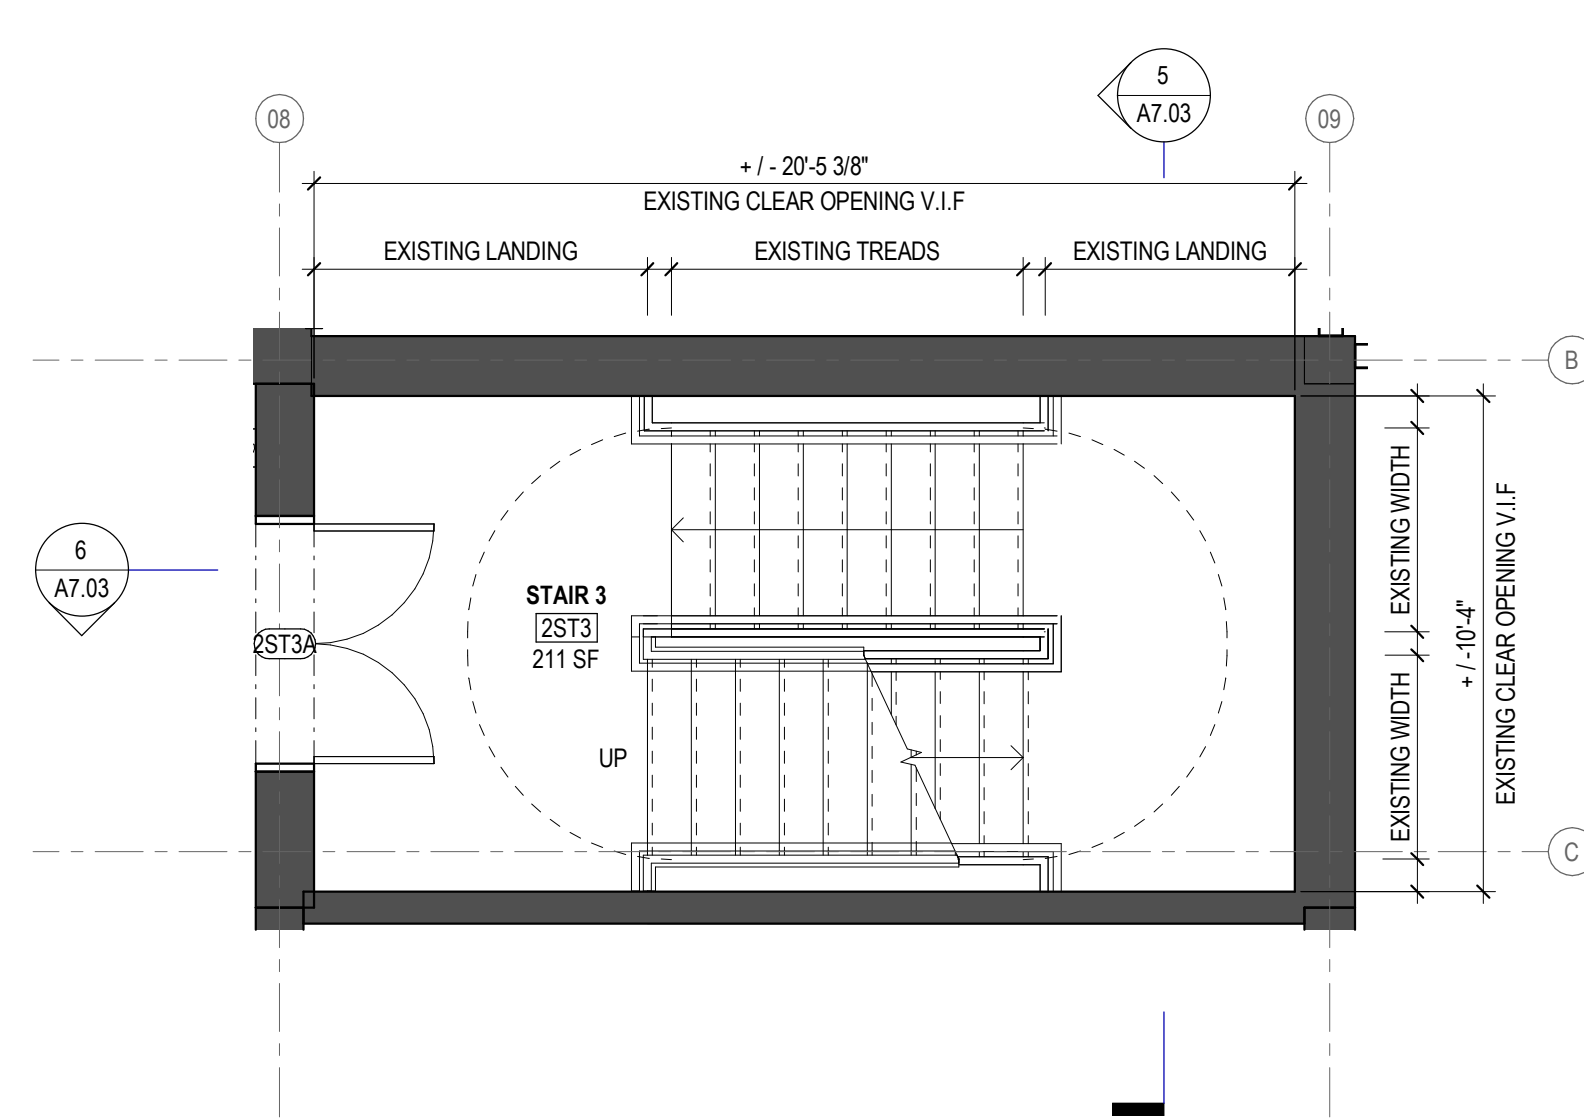 5
A7.03
08
09
+ / - 20'-5 3/8"
EXISTING CLEAR OPENING V.I.F
EXISTING LANDING
EXISTING TREADS
EXISTING LANDING
B
6
A7.03
STAIR 3
2ST3
211 SF
2ST3A
UP
EXISTING WIDTH
EXISTING WIDTH
+ / -10'-4"
EXISTING CLEAR OPENING V.I.F
C